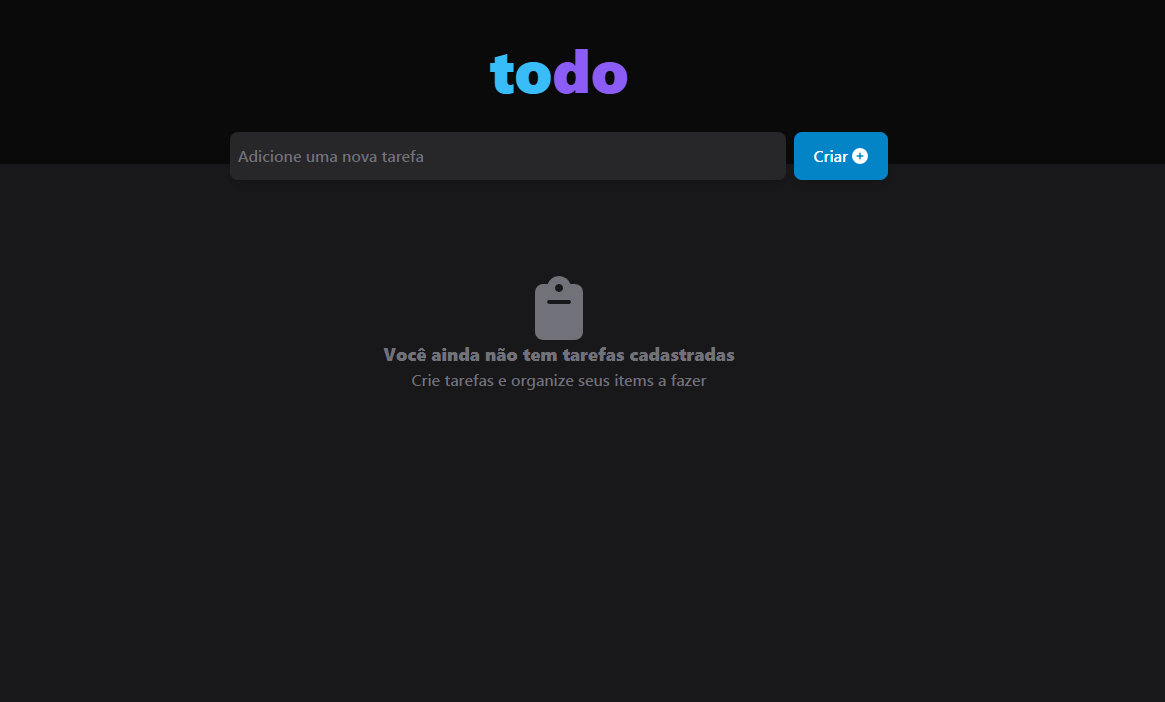 todo
Adicione uma nova tarefa
Criar
Você ainda não tem tarefas cadastradas
Crie tarefas e organize seus items a fazer